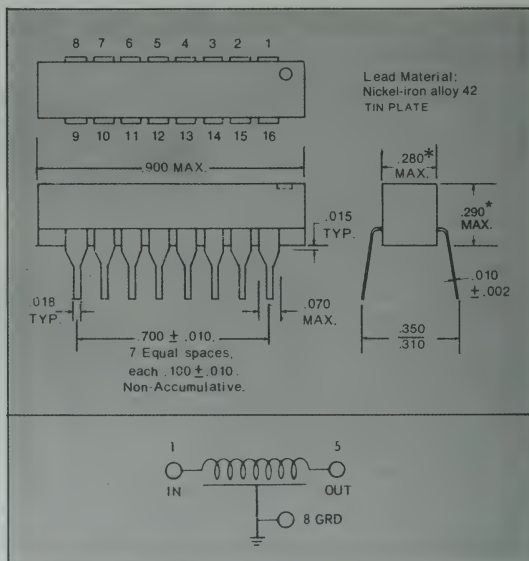 8 7 6 5 4 3 2 1
9 10 11 12 13 14 15 16
Lead Material:
Nickel-iron alloy 42
TIN PLATE
.900 MAX.
.280*
MAX.
.290*
MAX.
.015
TYP.
.018
TYP.
.070
MAX.
.010
± .002
.700 ± .010.
7 Equal spaces,
each .100 ± .010.
Non-Accumulative.
.350
.310
1 5
IN OUT
8 GRD